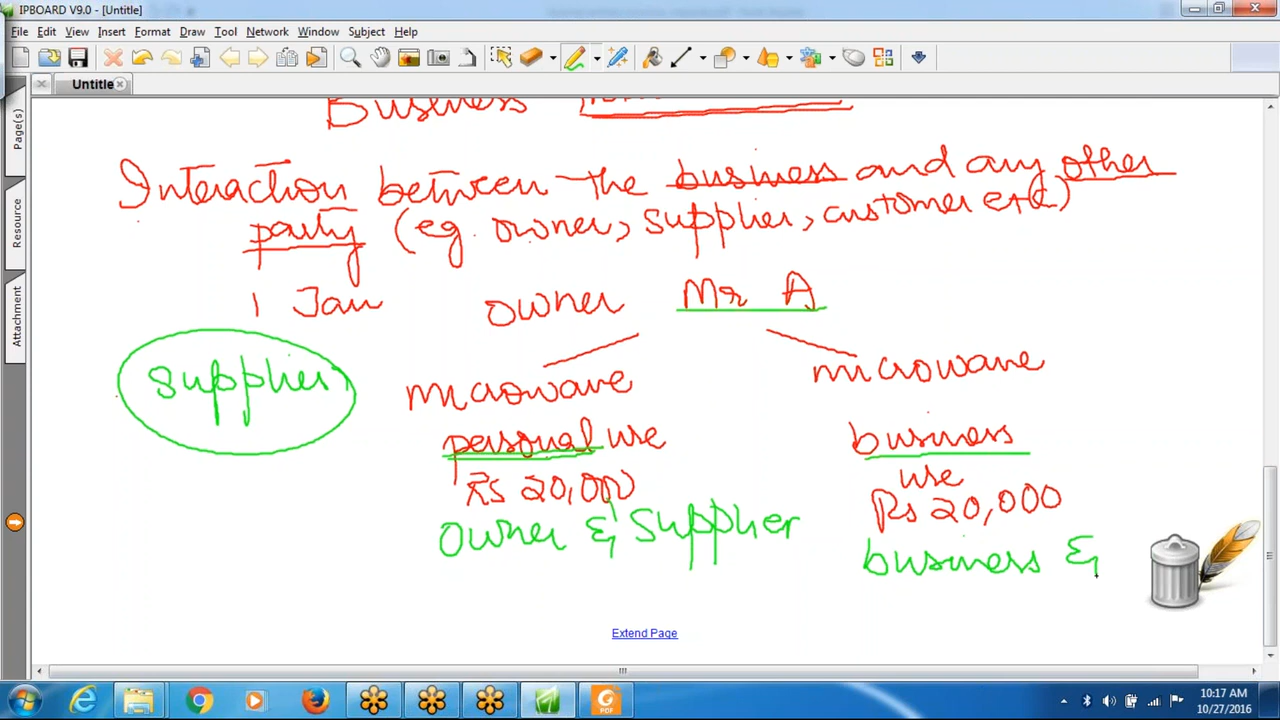 IPBOARD V9.0 - [Untitled]
File Edit View Insert Format Draw Tool Network Window Subject Help
Untitle
Page(s)
Resource
Attachment
Business
Interaction between the business and any other
party (eg. owner, supplier, customer etc)
1 Jan owner Mr A
supplier
microwave microwave
personal use business
use
Rs 20,000 Rs 20,000
owner & Supplier business &
Extend Page
PDF
10:17 AM
10/27/2016